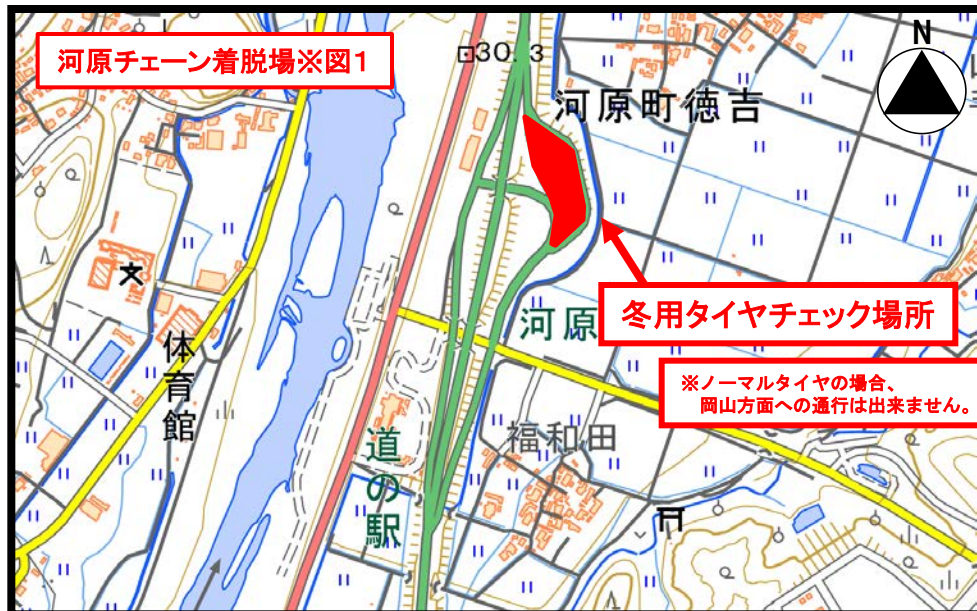 河原チェーン着脱場※図1
30.3
N
河原町徳吉
冬用タイヤチェック場所
河原
※ノーマルタイヤの場合、
岡山方面への通行は出来ません。
体育館
道の駅
福和田